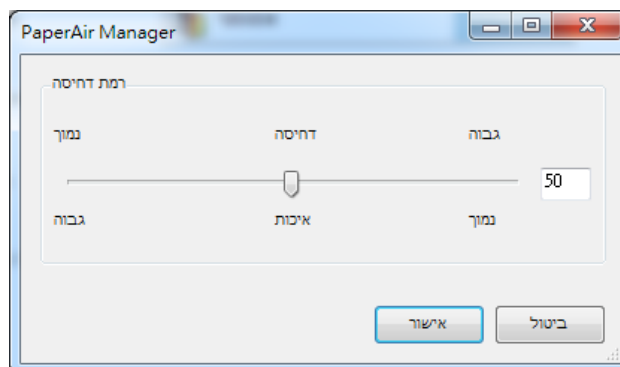 PaperAir Manager
רמת דחיסה
נמוך דחיסה גבוה
50
גבוה איכות נמוך
אישור ביטול